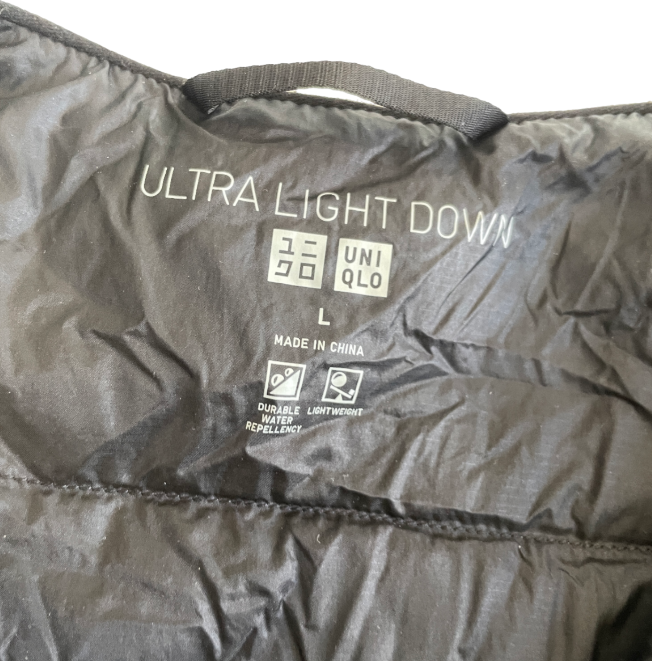 ULTRA LIGHT DOWN
ユニ UNI
クロ QLO
L
MADE IN CHINA
DURABLE LIGHTWEIGHT
WATER
REPELLENCY